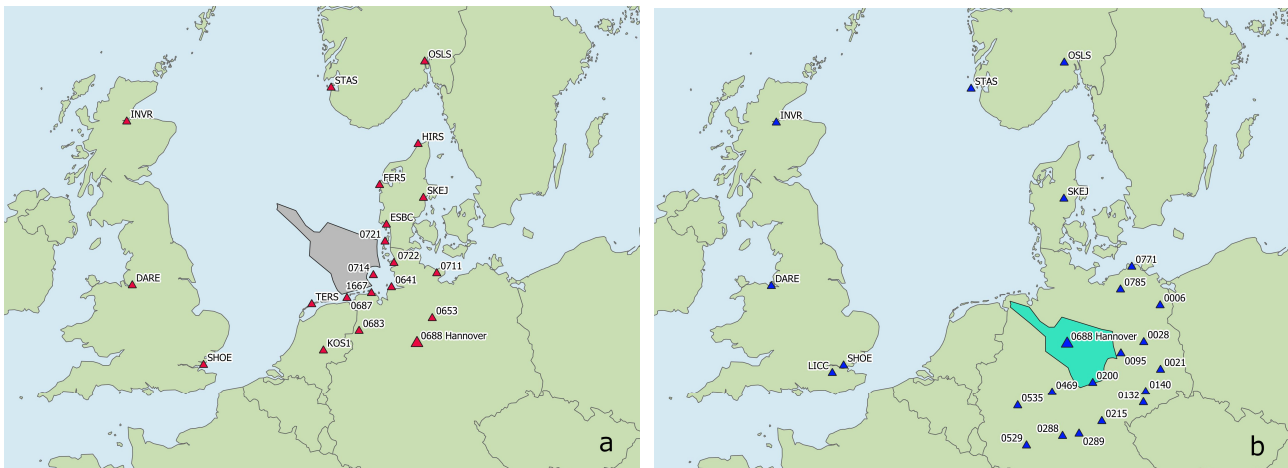 OSLS
STAS
INVR
HIRS
FER5
SKEJ
ESBC
0721
0722
0714
0711
DARE
1667
0641
TERS
0687
0653
0683
0688 Hannover
KOS1
SHOE
a
OSLS
STAS
INVR
SKEJ
0771
DARE
0785
0006
0688 Hannover
0028
0095
SHOE
LICC
0021
0200
0469
0140
0132
0535
0215
0288
0289
0529
b